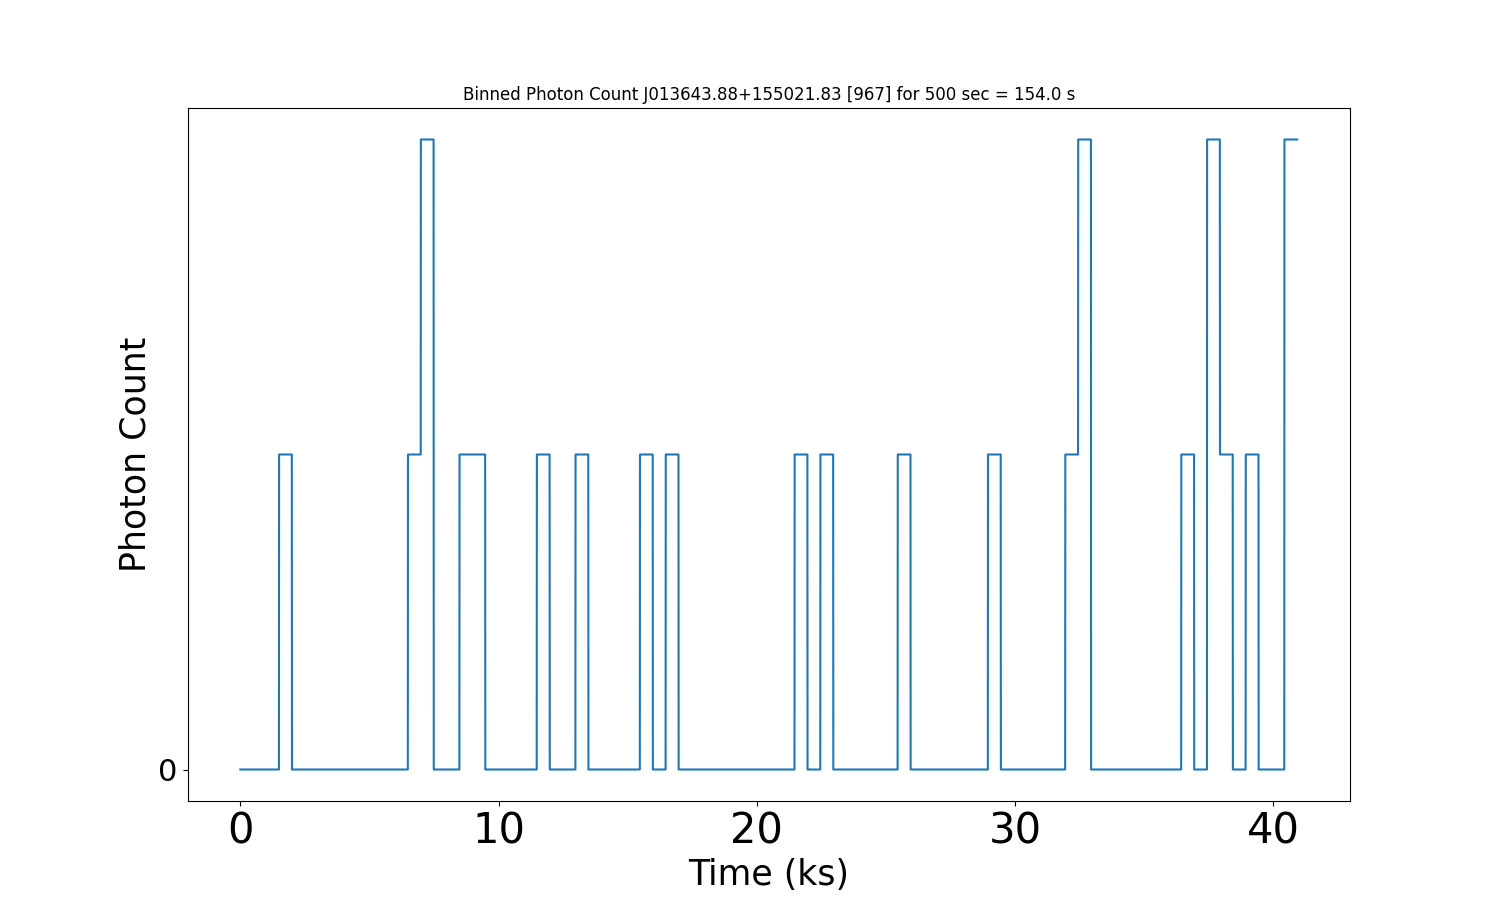 Binned Photon Count J013643.88+155021.83 [967] for 500 sec = 154.0 s
Photon Count
0
0 10 20 30 40
Time (ks)